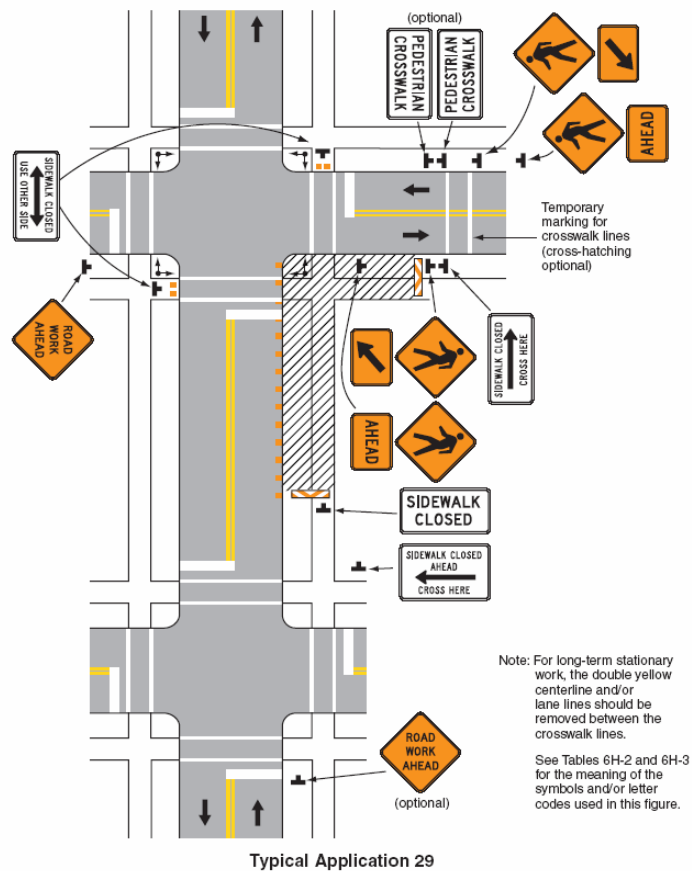 (optional)
PEDESTRIAN
CROSSWALK
PEDESTRIAN
CROSSWALK
AHEAD
SIDEWALK CLOSED
USE OTHER SIDE
Temporary
marking for
crosswalk lines
(cross-hatching
optional)
ROAD
WORK
AHEAD
SIDEWALK CLOSED
CROSS HERE
AHEAD
SIDEWALK
CLOSED
SIDEWALK CLOSED
AHEAD
CROSS HERE
Note: For long-term stationary
work, the double yellow
centerline and/or
lane lines should be
removed between the
crosswalk lines.
See Tables 6H-2 and 6H-3
for the meaning of the
symbols and/or letter
codes used in this figure.
ROAD
WORK
AHEAD
(optional)
Typical Application 29